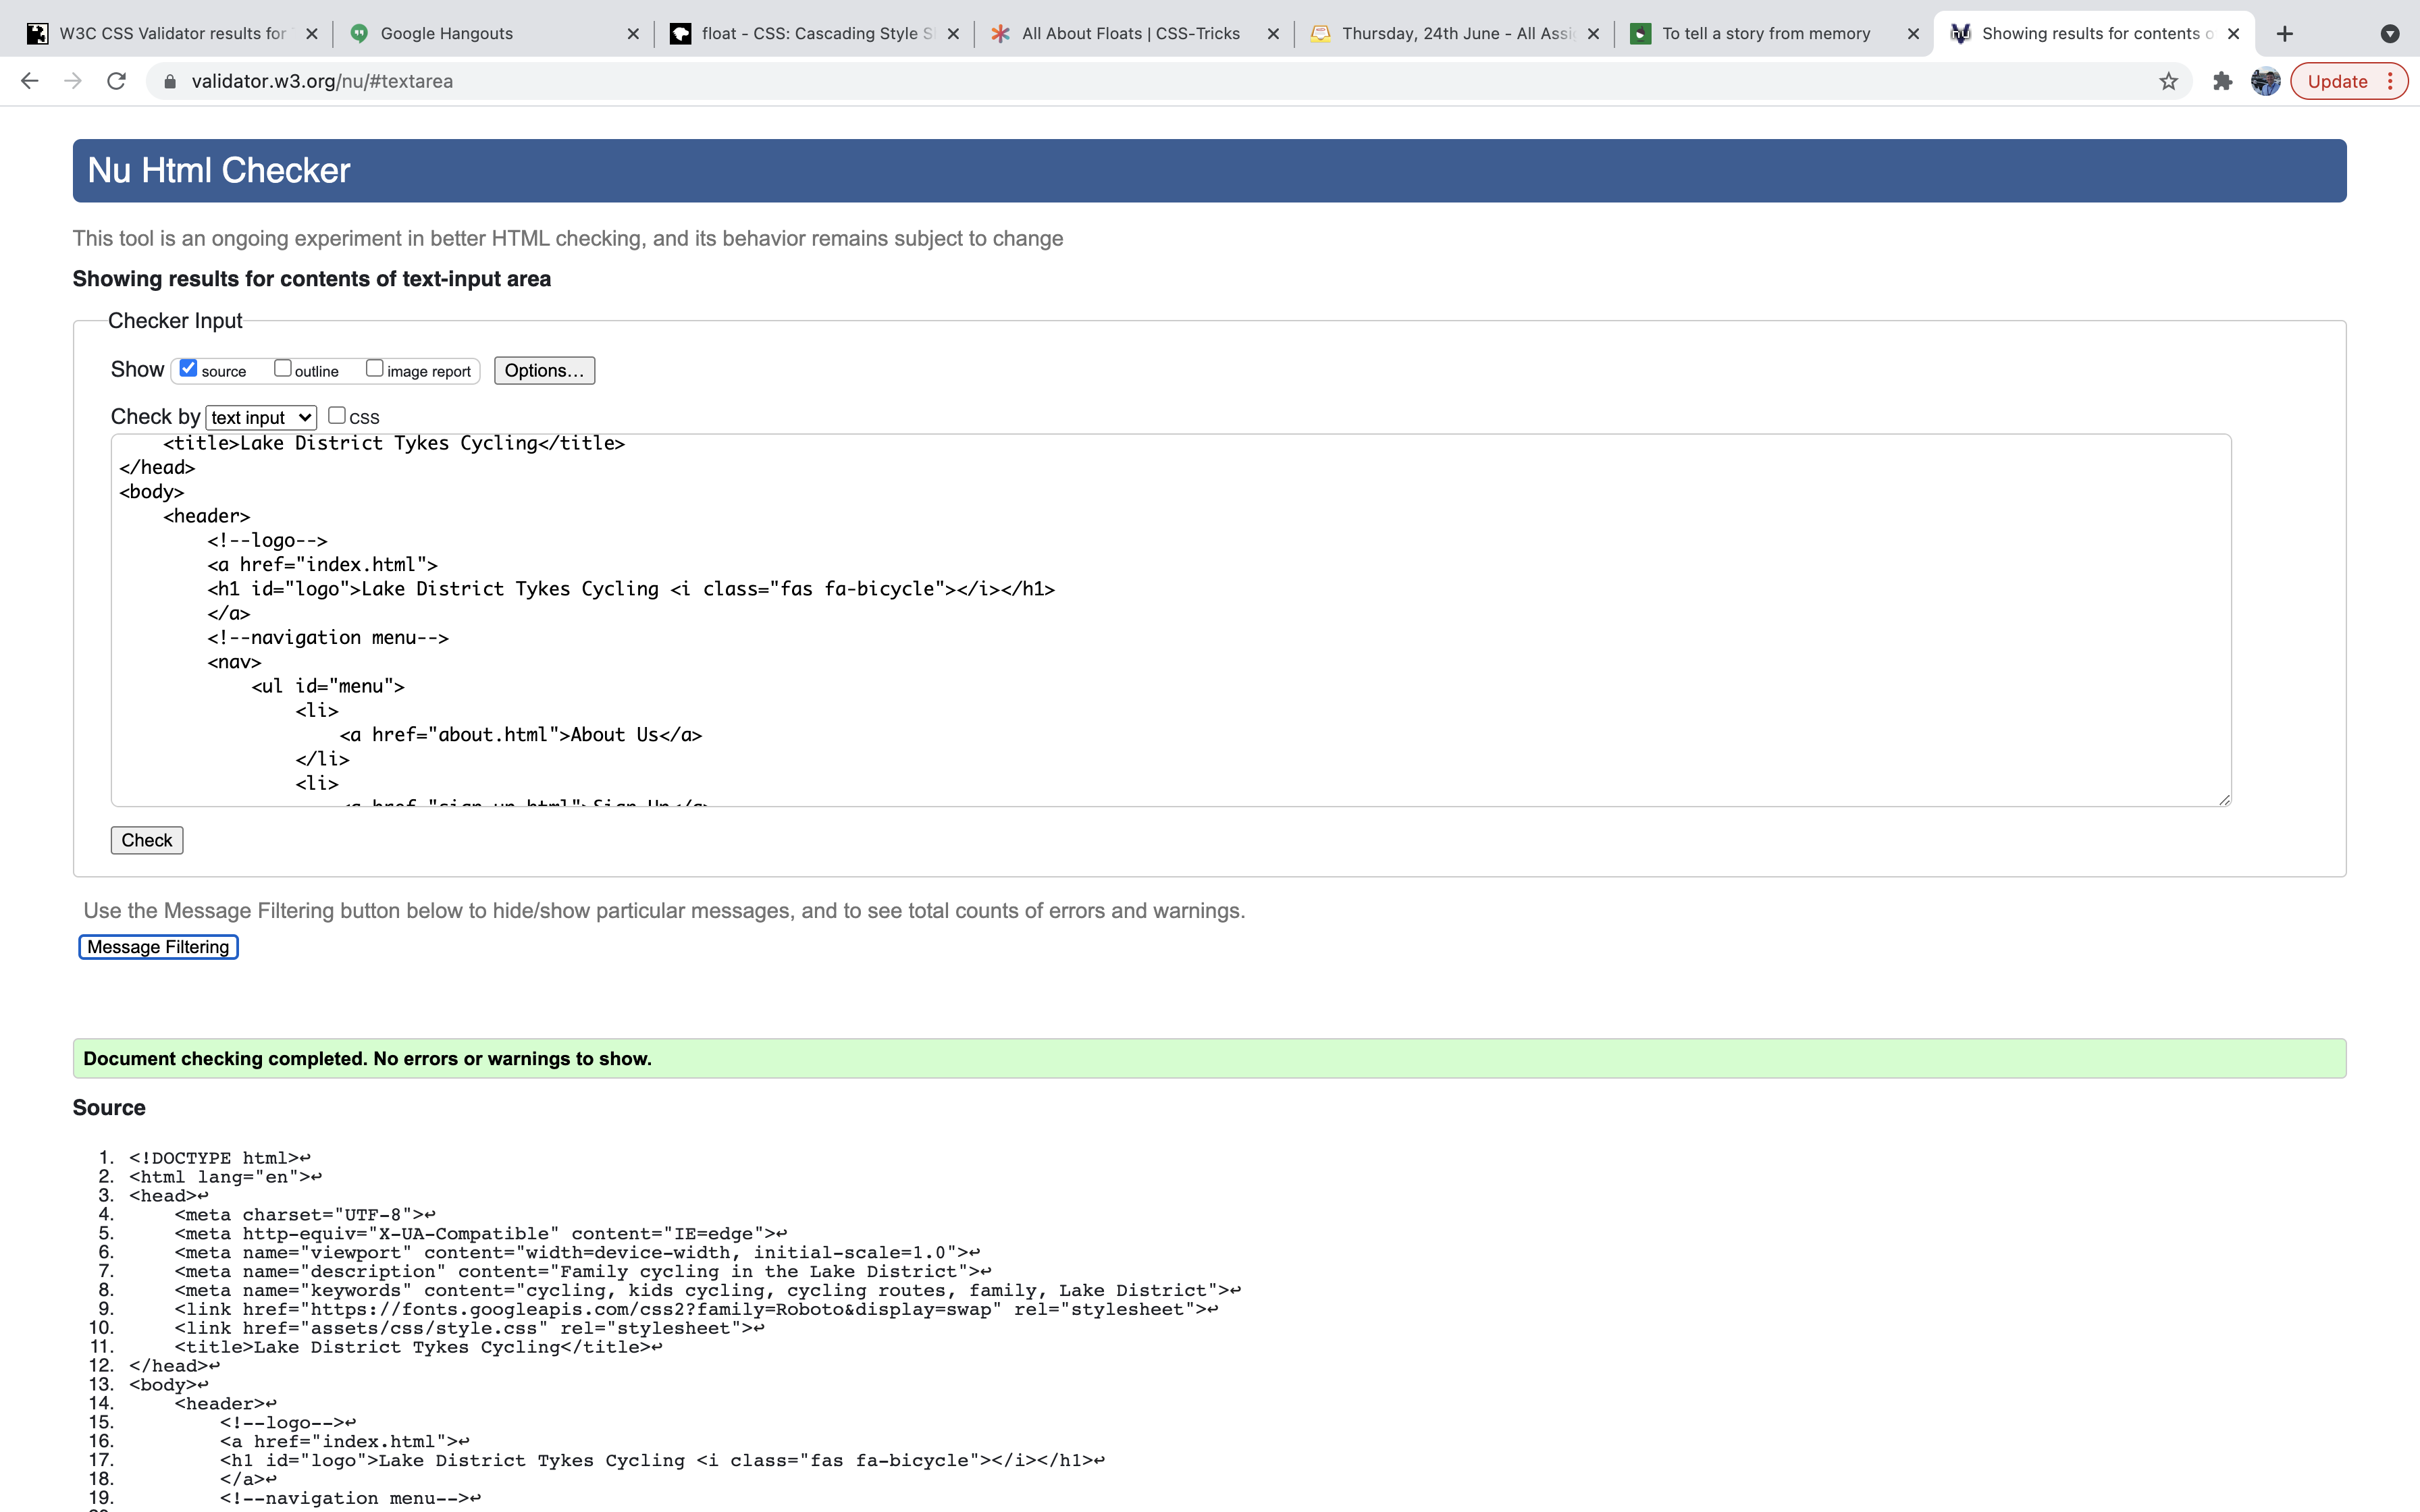 W3C CSS Validator results for
Google Hangouts
float - CSS: Cascading Style S
All About Floats | CSS-Tricks
Thursday, 24th June - All Assi
To tell a story from memory
Showing results for contents o
validator.w3.org/nu/#textarea
Update
Nu Html Checker
This tool is an ongoing experiment in better HTML checking, and its behavior remains subject to change
Showing results for contents of text-input area
Checker Input
Show source outline image report Options...
Check by text input CSS
<title>Lake District Tykes Cycling</title>
</head>
<body>
<header>
<!--logo-->
<a href="index.html">
<h1 id="logo">Lake District Tykes Cycling <i class="fas fa-bicycle"></i></h1>
</a>
<!--navigation menu-->
<nav>
<ul id="menu">
<li>
<a href="about.html">About Us</a>
</li>
<li>
Check
Use the Message Filtering button below to hide/show particular messages, and to see total counts of errors and warnings.
Message Filtering
Document checking completed. No errors or warnings to show.
Source
1. <!DOCTYPE html>↩
2. <html lang="en">↩
3. <head>↩
4. <meta charset="UTF-8">↩
5. <meta http-equiv="X-UA-Compatible" content="IE=edge">↩
6. <meta name="viewport" content="width=device-width, initial-scale=1.0">↩
7. <meta name="description" content="Family cycling in the Lake District">↩
8. <meta name="keywords" content="cycling, kids cycling, cycling routes, family, Lake District">↩
9. <link href="https://fonts.googleapis.com/css2?family=Roboto&display=swap" rel="stylesheet">↩
10. <link href="assets/css/style.css" rel="stylesheet">↩
11. <title>Lake District Tykes Cycling</title>↩
12. </head>↩
13. <body>↩
14. <header>↩
15. <!--logo-->↩
16. <a href="index.html">↩
17. <h1 id="logo">Lake District Tykes Cycling <i class="fas fa-bicycle"></i></h1>↩
18. </a>↩
19. <!--navigation menu-->↩